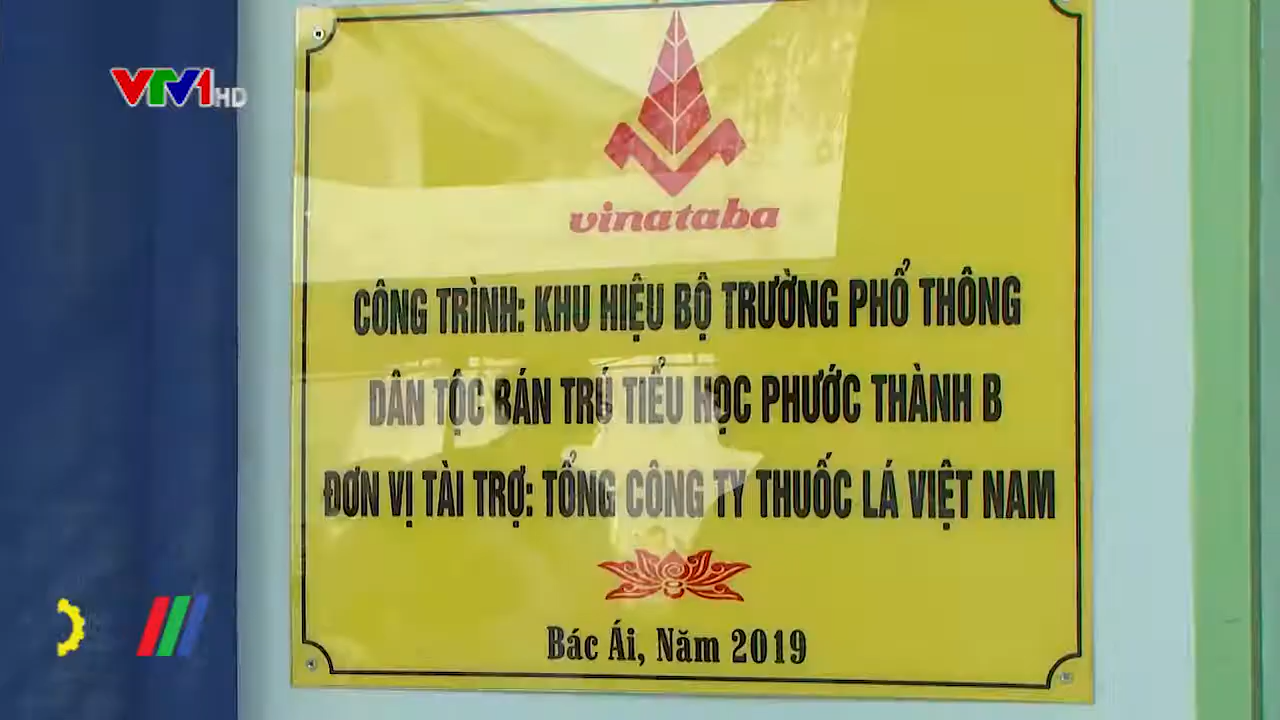 VTV1 HD
vinataba
CÔNG TRÌNH: KHU HIỆU BỘ TRƯỜNG PHỔ THÔNG
DÂN TỘC BÁN TRÚ TIỂU HỌC PHƯỚC THÀNH B
ĐƠN VỊ TÀI TRỢ: TỔNG CÔNG TY THUỐC LÁ VIỆT NAM
Bác Ái, Năm 2019